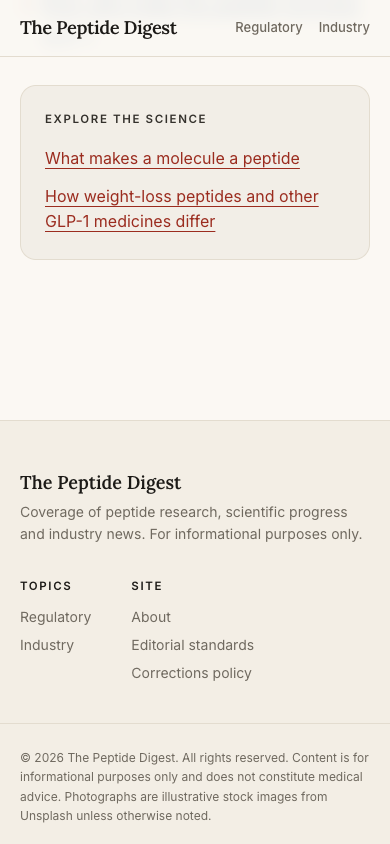 The Peptide Digest
Regulatory Industry
EXPLORE THE SCIENCE
What makes a molecule a peptide
How weight-loss peptides and other
GLP-1 medicines differ
The Peptide Digest
Coverage of peptide research, scientific progress
and industry news. For informational purposes only.
TOPICS
Regulatory
Industry
SITE
About
Editorial standards
Corrections policy
© 2026 The Peptide Digest. All rights reserved. Content is for
informational purposes only and does not constitute medical
advice. Photographs are illustrative stock images from
Unsplash unless otherwise noted.